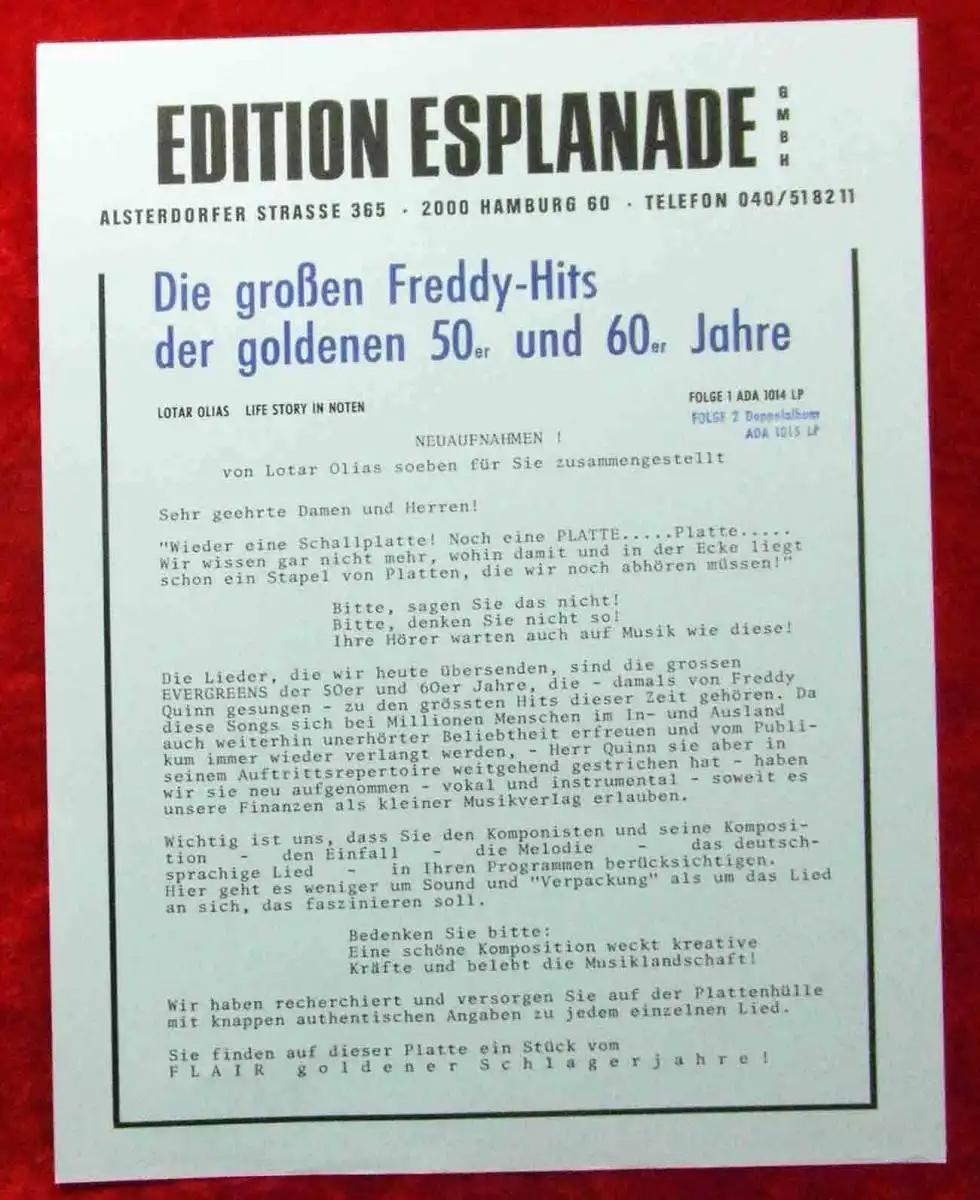 EDITION ESPLANADE GMBH
ALSTERDORFER STRASSE 365 · 2000 HAMBURG 60 · TELEFON 040/518211
Die großen Freddy-Hits
der goldenen 50er und 60er Jahre
LOTAR OLIAS LIFE STORY IN NOTEN
FOLGE 1 ADA 1014 LP
FOLGE 2 Doppelalbum
ADA 1015 LP
NEUAUFNAHMEN !
von Lotar Olias soeben für Sie zusammengestellt
Sehr geehrte Damen und Herren!
"Wieder eine Schallplatte! Noch eine PLATTE.....Platte.....
Wir wissen gar nicht mehr, wohin damit und in der Ecke liegt
schon ein Stapel von Platten, die wir noch abhören müssen!"
Bitte, sagen Sie das nicht!
Bitte, denken Sie nicht so!
Ihre Hörer warten auch auf Musik wie diese!
Die Lieder, die wir heute übersenden, sind die grossen
EVERGREENS der 50er und 60er Jahre, die - damals von Freddy
Quinn gesungen - zu den grössten Hits dieser Zeit gehören. Da
diese Songs sich bei Millionen Menschen im In- und Ausland
auch weiterhin unerhörter Beliebtheit erfreuen und vom Publi-
kum immer wieder verlangt werden, - Herr Quinn sie aber in
seinem Auftrittsrepertoire weitgehend gestrichen hat - haben
wir sie neu aufgenommen - vokal und instrumental - soweit es
unsere Finanzen als kleiner Musikverlag erlauben.
Wichtig ist uns, dass Sie den Komponisten und seine Komposi-
tion - den Einfall - die Melodie - das deutsch-
sprachige Lied - in Ihren Programmen berücksichtigen.
Hier geht es weniger um Sound und "Verpackung" als um das Lied
an sich, das faszinieren soll.
Bedenken Sie bitte:
Eine schöne Komposition weckt kreative
Kräfte und belebt die Musiklandschaft!
Wir haben recherchiert und versorgen Sie auf der Plattenhülle
mit knappen authentischen Angaben zu jedem einzelnen Lied.
Sie finden auf dieser Platte ein Stück vom
F L A I R g o l d e n e r S c h l a g e r j a h r e !